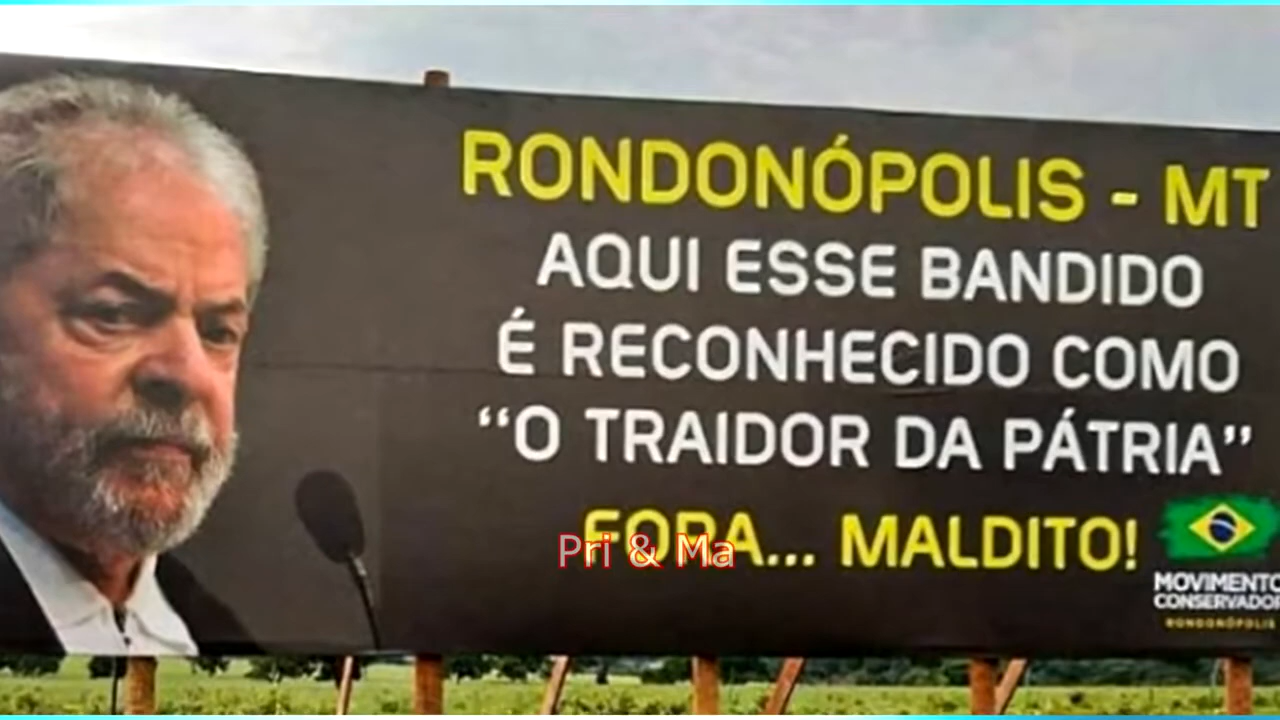 RONDONÓPOLIS - MT
AQUI ESSE BANDIDO
É RECONHECIDO COMO
“O TRAIDOR DA PÁTRIA”
FORA... MALDITO!
Pri & Ma
MOVIMENTO
CONSERVADOR
RONDONÓPOLIS